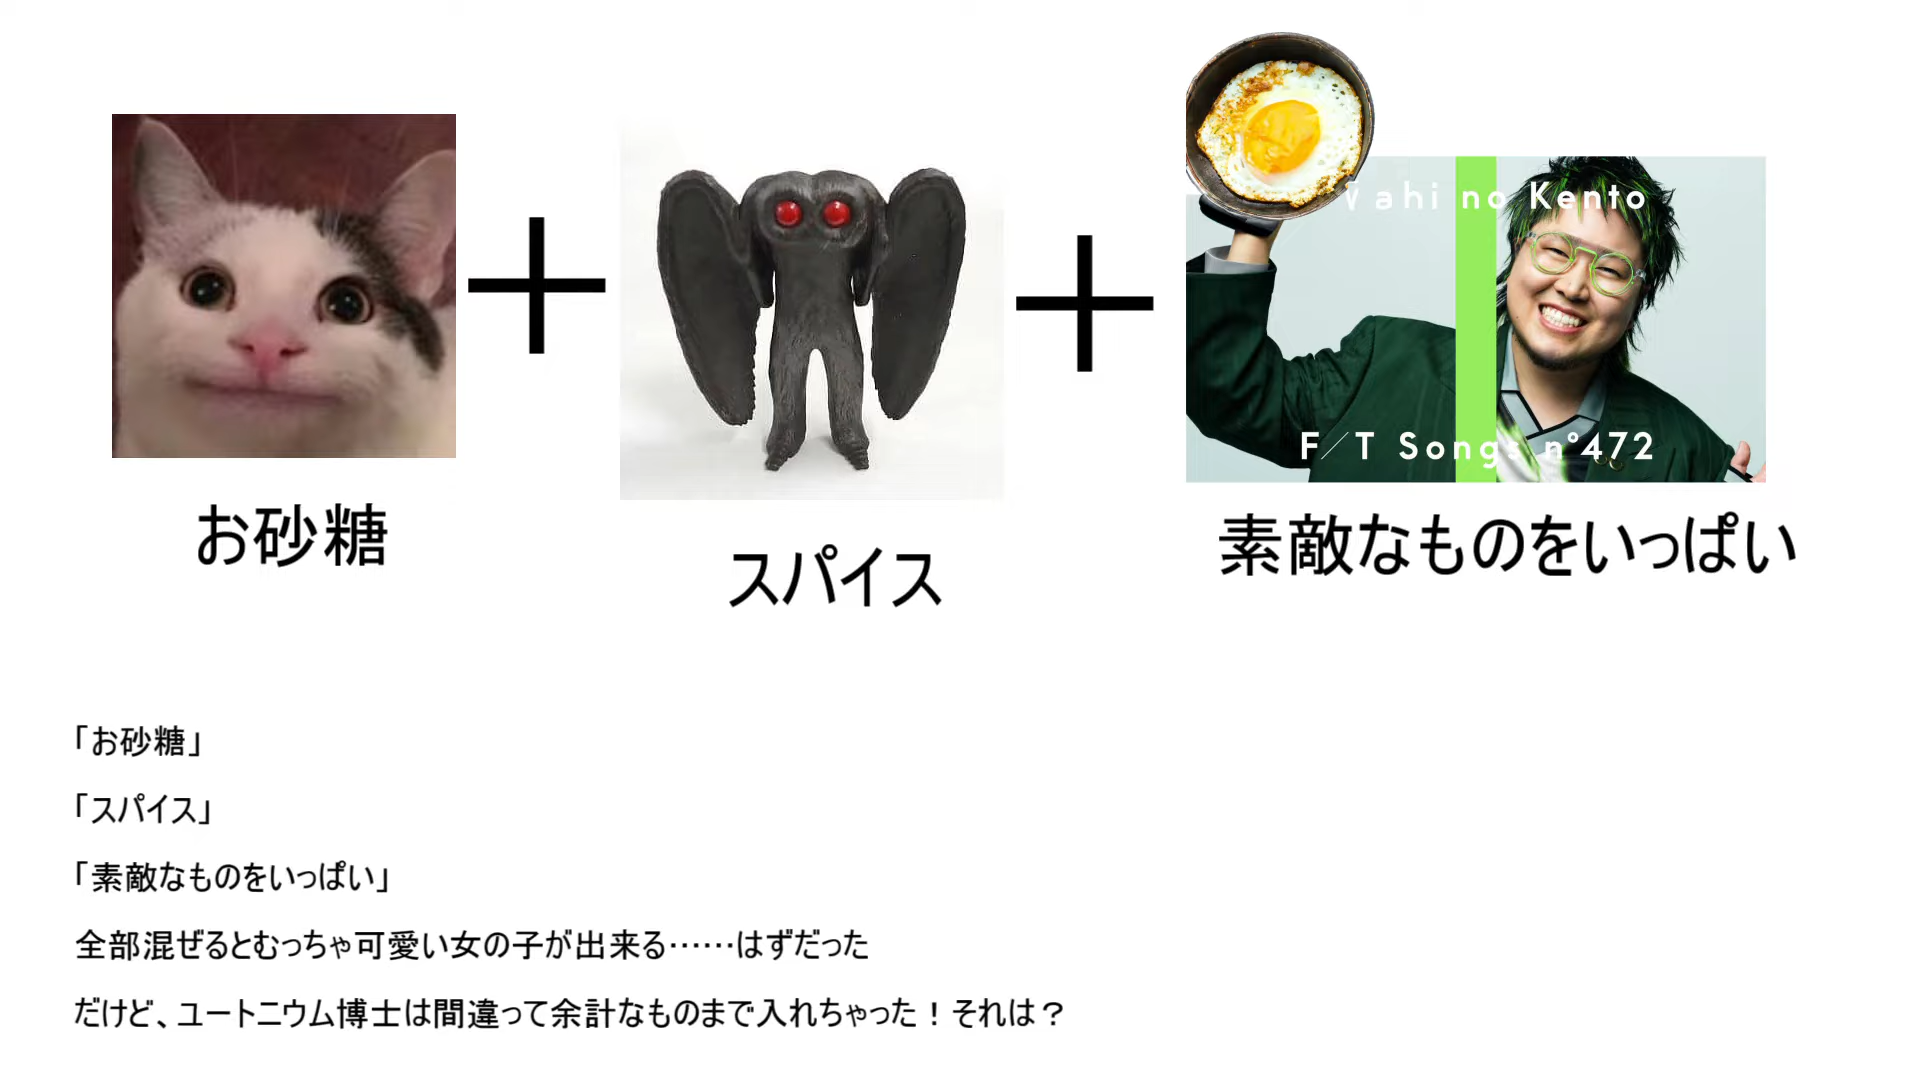 Wahi no Kento
F/T Songs n°472
お砂糖
スパイス
素敵なものをいっぱい
「お砂糖」
「スパイス」
「素敵なものをいっぱい」
全部混ぜるとむっちゃ可愛い女の子が出来る……はずだった
だけど、ユートニウム博士は間違って余計なものまで入れちゃった！それは？